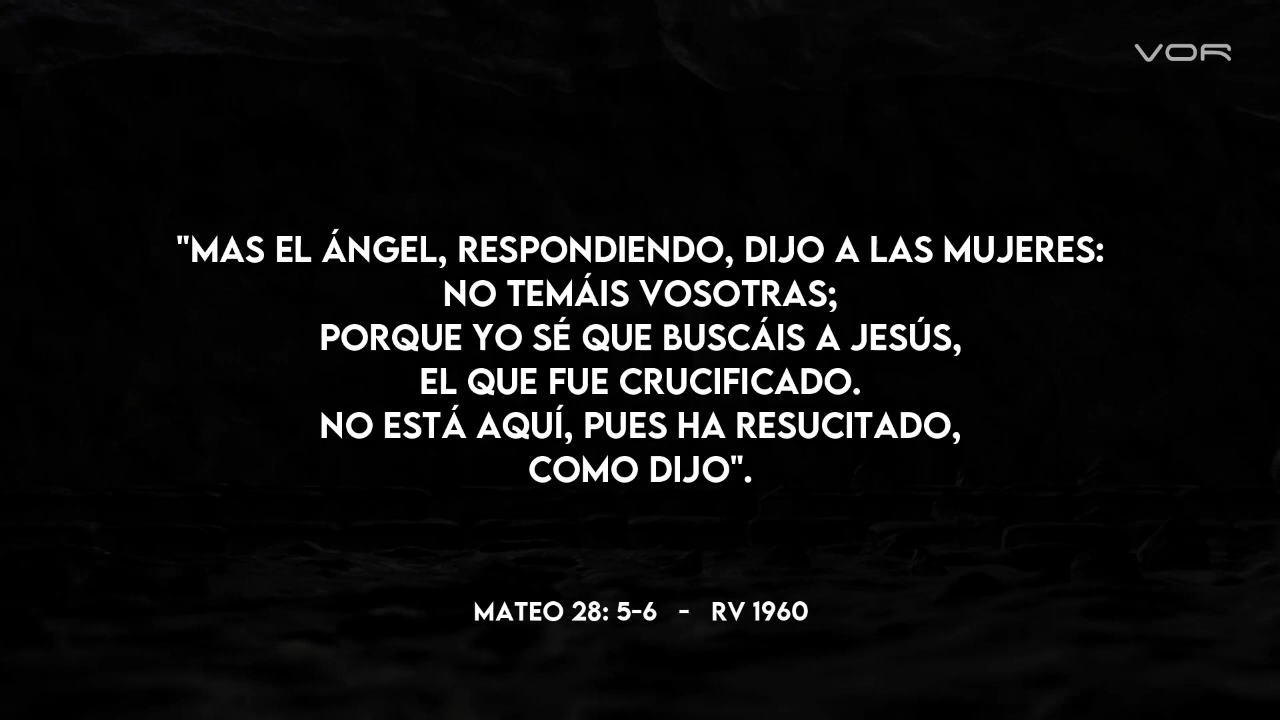 VOR
"MAS EL ÁNGEL, RESPONDIENDO, DIJO A LAS MUJERES:
NO TEMÁIS VOSOTRAS;
PORQUE YO SÉ QUE BUSCÁIS A JESÚS,
EL QUE FUE CRUCIFICADO.
NO ESTÁ AQUÍ, PUES HA RESUCITADO,
COMO DIJO".
MATEO 28: 5-6 - RV 1960